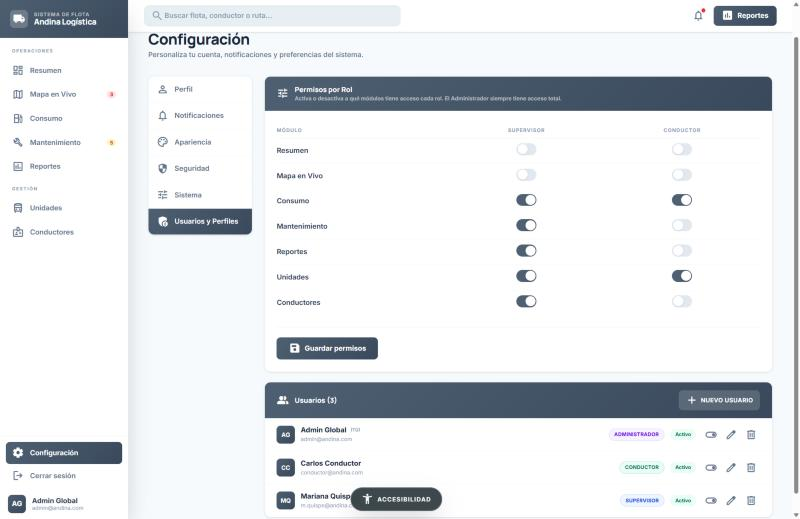 SISTEMA DE FLOTA
Andina Logística
Buscar flota, conductor o ruta...
Reportes
OPERACIONES
Resumen
Mapa en Vivo
3
Consumo
Mantenimiento
5
Reportes
GESTIÓN
Unidades
Conductores
Configuración
Cerrar sesión
AG
Admin Global
admin@andina.com
Configuración
Personaliza tu cuenta, notificaciones y preferencias del sistema.
Perfil
Notificaciones
Apariencia
Seguridad
Sistema
Usuarios y Perfiles
Permisos por Rol
Activa o desactiva a qué módulos tiene acceso cada rol. El Administrador siempre tiene acceso total.
MÓDULO SUPERVISOR CONDUCTOR
Resumen
Mapa en Vivo
Consumo
Mantenimiento
Reportes
Unidades
Conductores
Guardar permisos
Usuarios (3)
NUEVO USUARIO
AG
Admin Global (TÚ)
admin@andina.com
ADMINISTRADOR Activo
CC
Carlos Conductor
conductor@andina.com
CONDUCTOR Activo
MQ
Mariana Quisp
m.quispe@andina.c
SUPERVISOR Activo
ACCESIBILIDAD